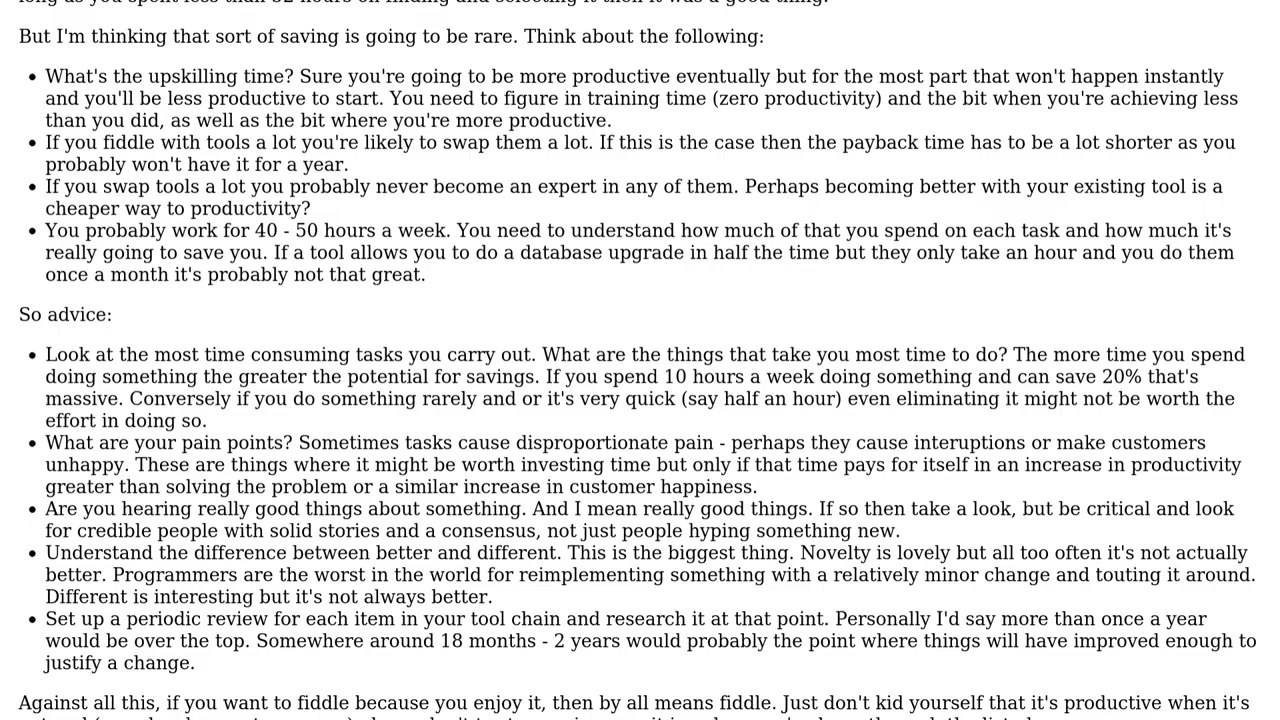 long as you spent less than 52 hours on finding and selecting it then it was a good thing.
But I'm thinking that sort of saving is going to be rare. Think about the following:
• What's the upskilling time? Sure you're going to be more productive eventually but for the most part that won't happen instantly
and you'll be less productive to start. You need to figure in training time (zero productivity) and the bit when you're achieving less
than you did, as well as the bit where you're more productive.
• If you fiddle with tools a lot you're likely to swap them a lot. If this is the case then the payback time has to be a lot shorter as you
probably won't have it for a year.
• If you swap tools a lot you probably never become an expert in any of them. Perhaps becoming better with your existing tool is a
cheaper way to productivity?
• You probably work for 40 - 50 hours a week. You need to understand how much of that you spend on each task and how much it's
really going to save you. If a tool allows you to do a database upgrade in half the time but they only take an hour and you do them
once a month it's probably not that great.
So advice:
• Look at the most time consuming tasks you carry out. What are the things that take you most time to do? The more time you spend
doing something the greater the potential for savings. If you spend 10 hours a week doing something and can save 20% that's
massive. Conversely if you do something rarely and or it's very quick (say half an hour) even eliminating it might not be worth the
effort in doing so.
• What are your pain points? Sometimes tasks cause disproportionate pain - perhaps they cause interuptions or make customers
unhappy. These are things where it might be worth investing time but only if that time pays for itself in an increase in productivity
greater than solving the problem or a similar increase in customer happiness.
• Are you hearing really good things about something. And I mean really good things. If so then take a look, but be critical and look
for credible people with solid stories and a consensus, not just people hyping something new.
• Understand the difference between better and different. This is the biggest thing. Novelty is lovely but all too often it's not actually
better. Programmers are the worst in the world for reimplementing something with a relatively minor change and touting it around.
Different is interesting but it's not always better.
• Set up a periodic review for each item in your tool chain and research it at that point. Personally I'd say more than once a year
would be over the top. Somewhere around 18 months - 2 years would probably the point where things will have improved enough to
justify a change.
Against all this, if you want to fiddle because you enjoy it, then by all means fiddle. Just don't kid yourself that it's productive when it's